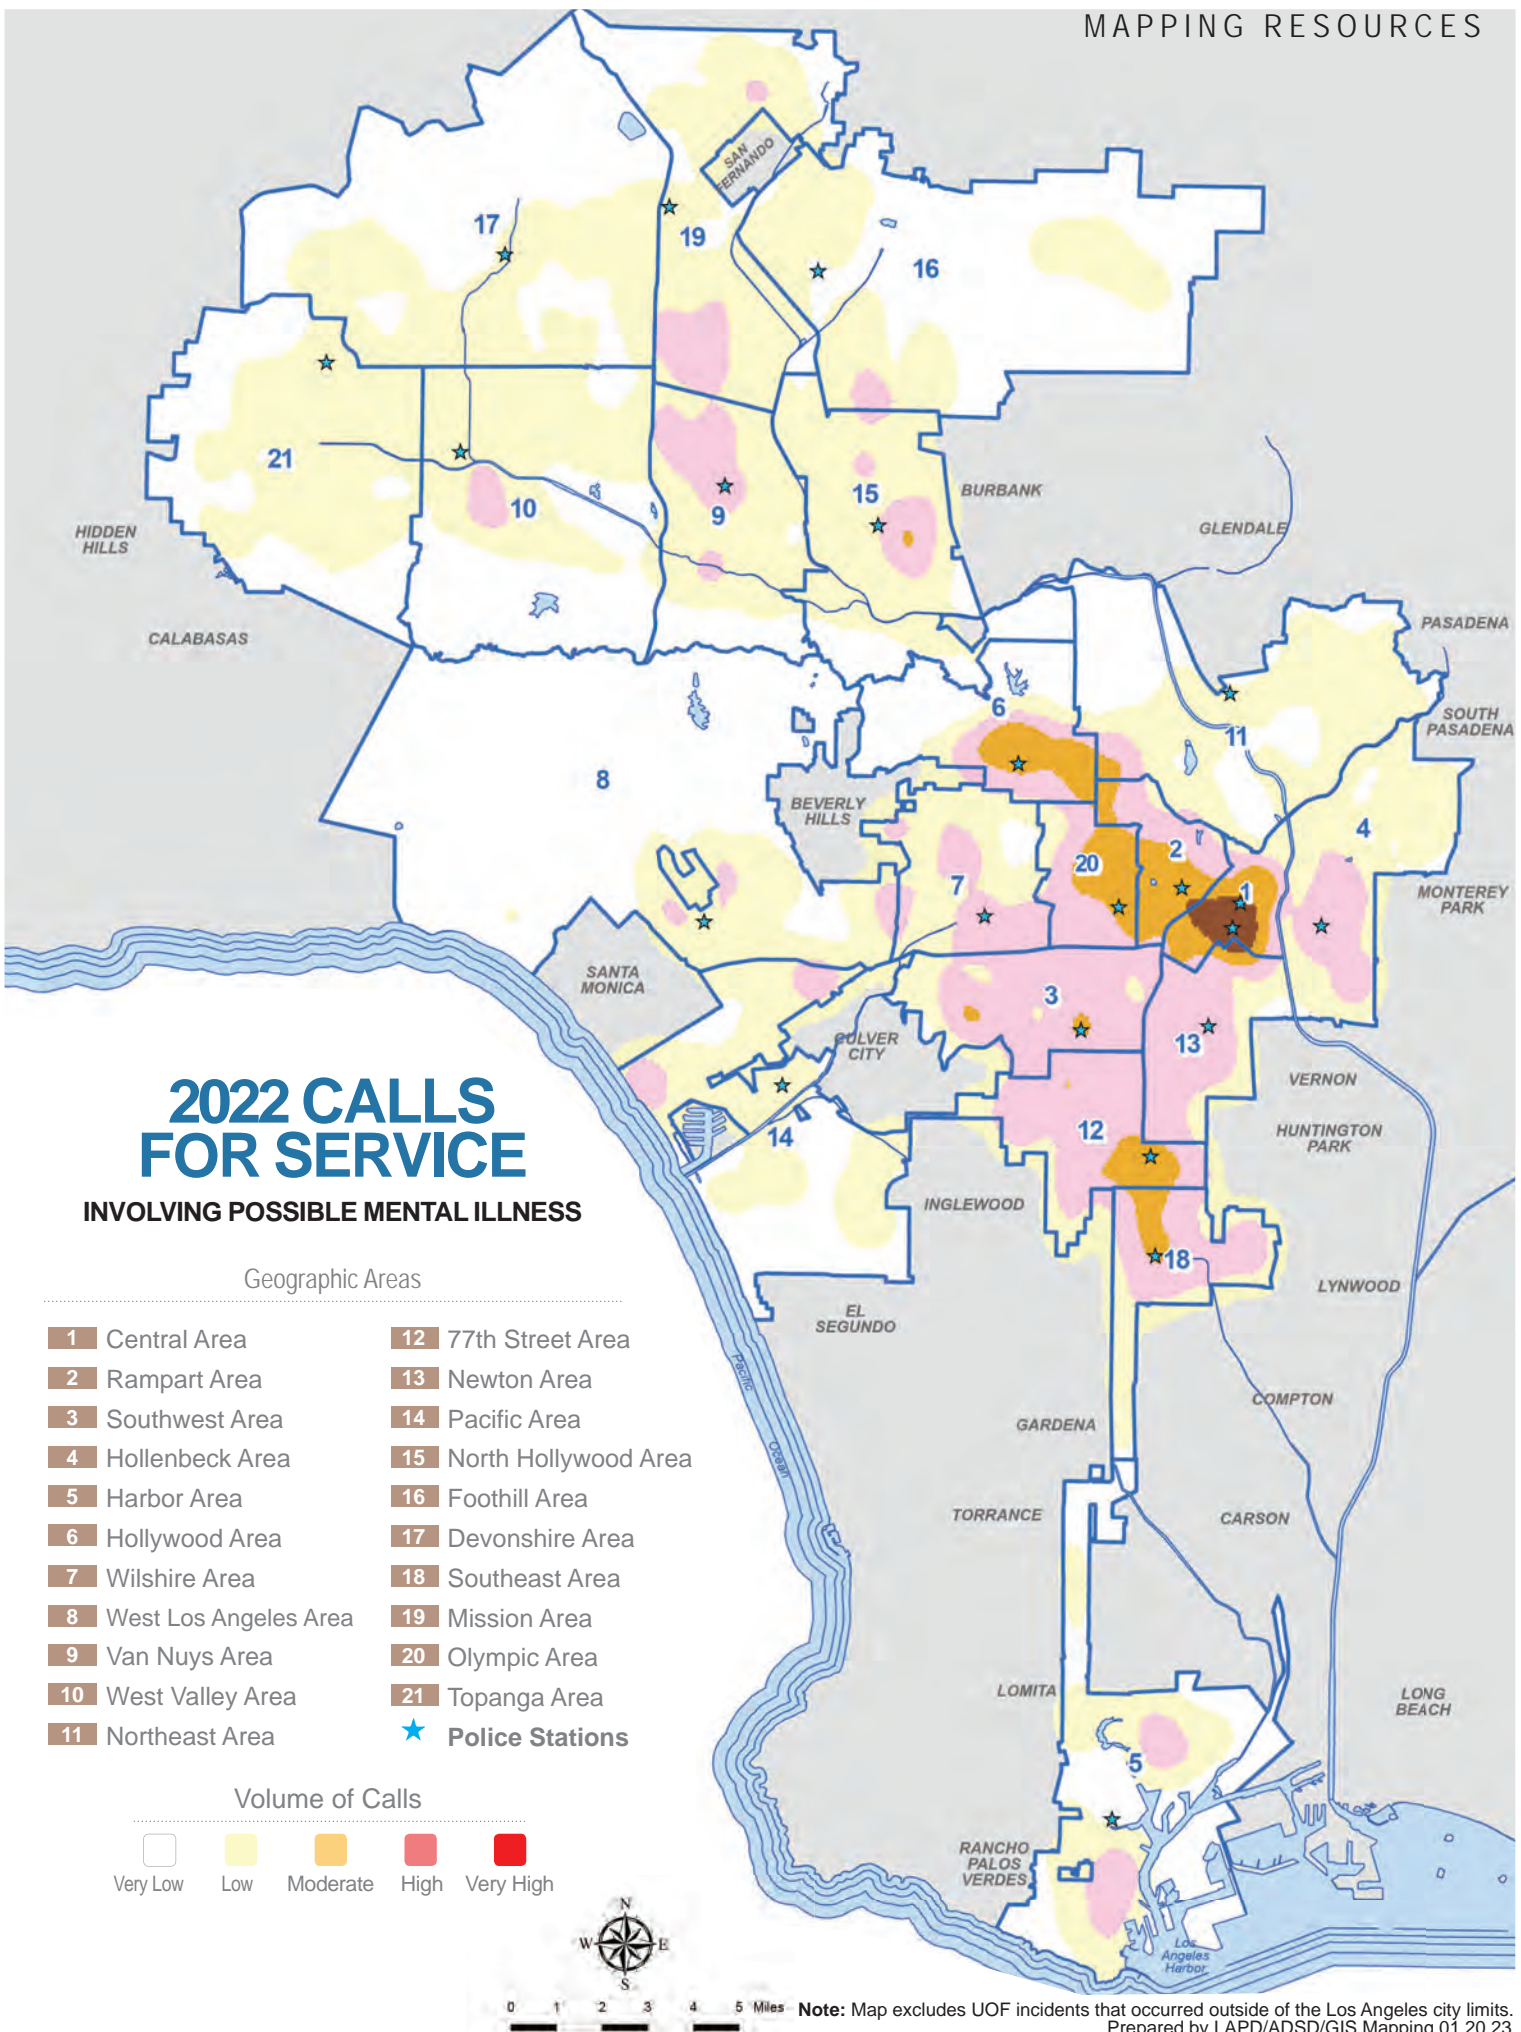 MAPPING RESOURCES
SAN
FERNANDO
17
19
16
21
10
9
15
BURBANK
GLENDALE
HIDDEN
HILLS
CALABASAS
PASADENA
SOUTH
PASADENA
6
11
8
BEVERLY
HILLS
4
2
20
7
1
MONTEREY
PARK
SANTA
MONICA
3
CULVER
CITY
13
VERNON
HUNTINGTON
PARK
12
14
INGLEWOOD
18
LYNWOOD
EL
SEGUNDO
COMPTON
GARDENA
TORRANCE
CARSON
LOMITA
LONG
BEACH
5
RANCHO
PALOS
VERDES
Los
Angeles
Harbor
Pacific
Ocean
2022 CALLS
FOR SERVICE
INVOLVING POSSIBLE MENTAL ILLNESS
Geographic Areas
1 Central Area
2 Rampart Area
3 Southwest Area
4 Hollenbeck Area
5 Harbor Area
6 Hollywood Area
7 Wilshire Area
8 West Los Angeles Area
9 Van Nuys Area
10 West Valley Area
11 Northeast Area
12 77th Street Area
13 Newton Area
14 Pacific Area
15 North Hollywood Area
16 Foothill Area
17 Devonshire Area
18 Southeast Area
19 Mission Area
20 Olympic Area
21 Topanga Area
Police Stations
Volume of Calls
Very Low Low Moderate High Very High
N
W E
S
0 1 2 3 4 5 Miles
Note: Map excludes UOF incidents that occurred outside of the Los Angeles city limits.
Prepared by LAPD/ADSD/GIS Mapping 01.20.23